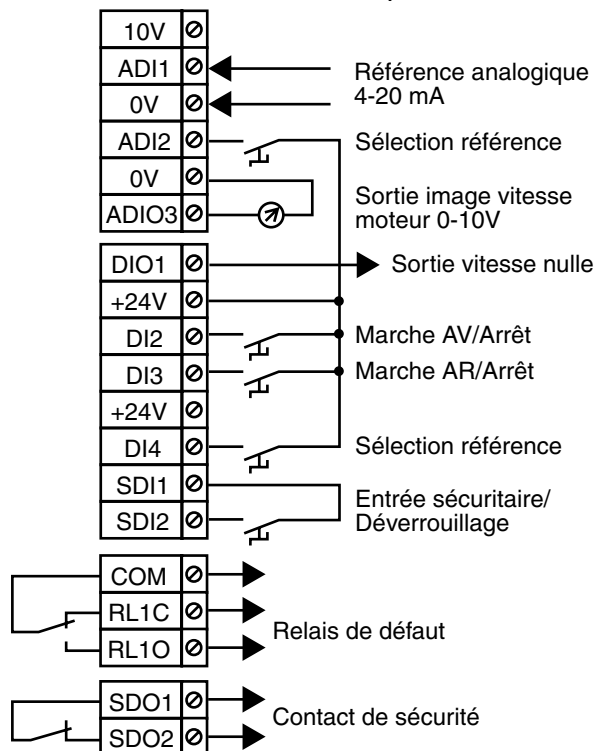 10V
ADI1
0V
Référence analogique
4-20 mA
ADI2
Sélection référence
0V
ADIO3
Sortie image vitesse
moteur 0-10V
DIO1
Sortie vitesse nulle
+24V
DI2
Marche AV/Arrêt
DI3
Marche AR/Arrêt
+24V
DI4
Sélection référence
SDI1
SDI2
Entrée sécuritaire/
Déverrouillage
COM
RL1C
RL1O
Relais de défaut
SDO1
SDO2
Contact de sécurité